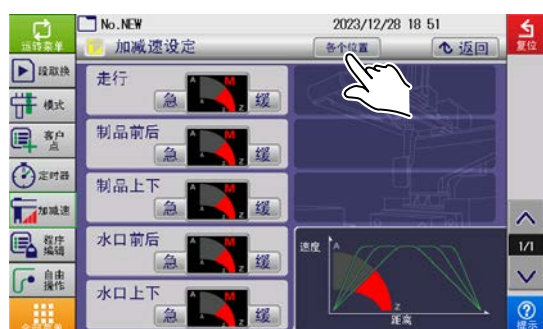 No.NEW 2023/12/28 18 51
运转菜单
加减速设定 各个位置 返回 复位
段取换
走行
模式
急 A M Z 缓
客户点
制品前后
急 A M Z 缓
定时器
制品上下
加减速
急 A M Z 缓
程序编辑
水口前后
急 A M Z 缓
速度 A
1/1
自由操作
水口上下
急 A M Z 缓
Z
距离
提示